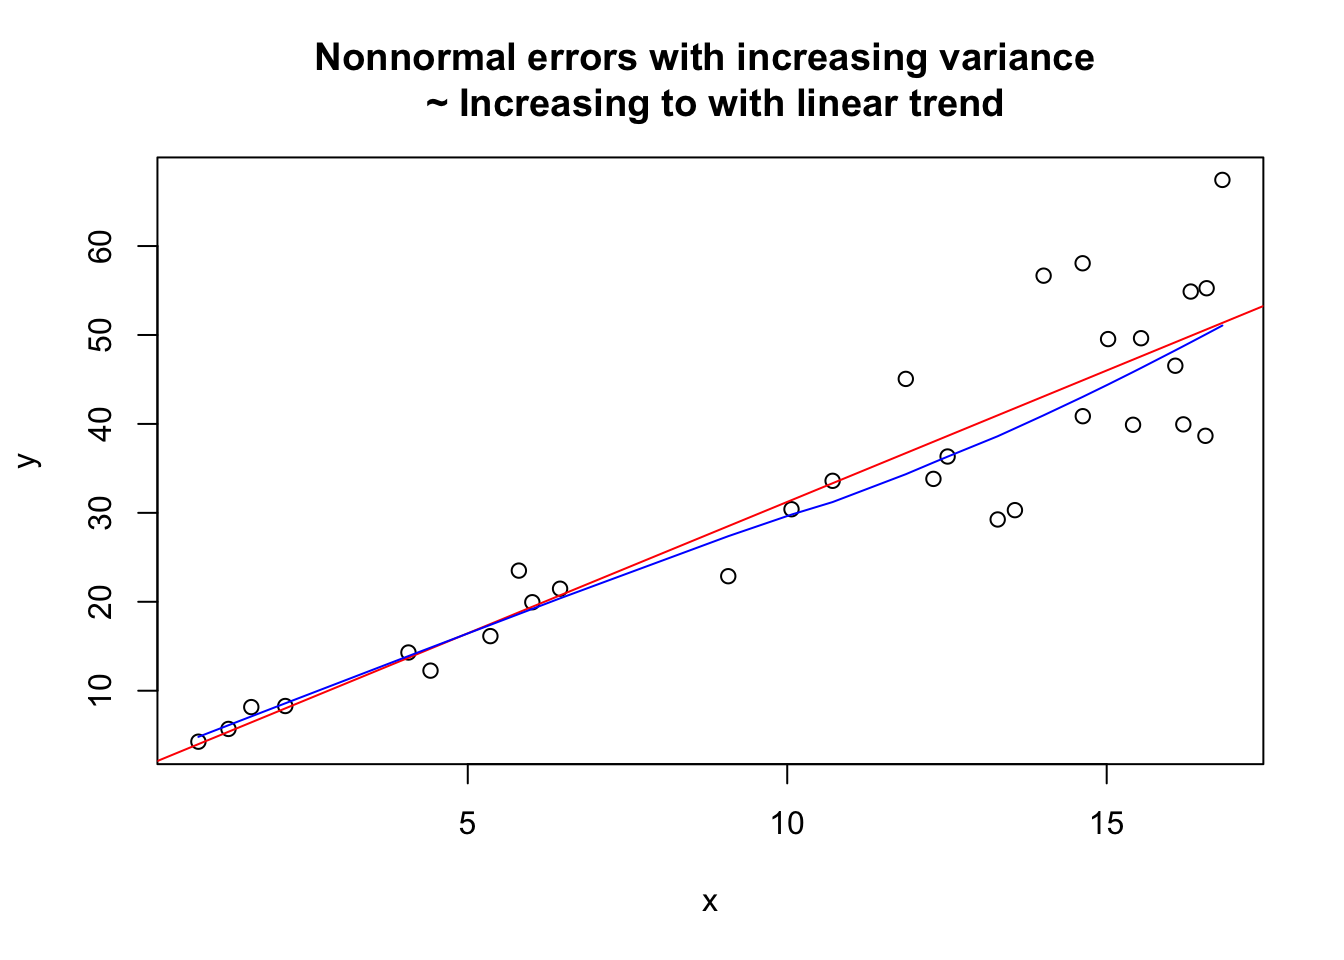 Nonnormal errors with increasing variance
~ Increasing to with linear trend
60
50
40
30
20
10
y
5 10 15
x